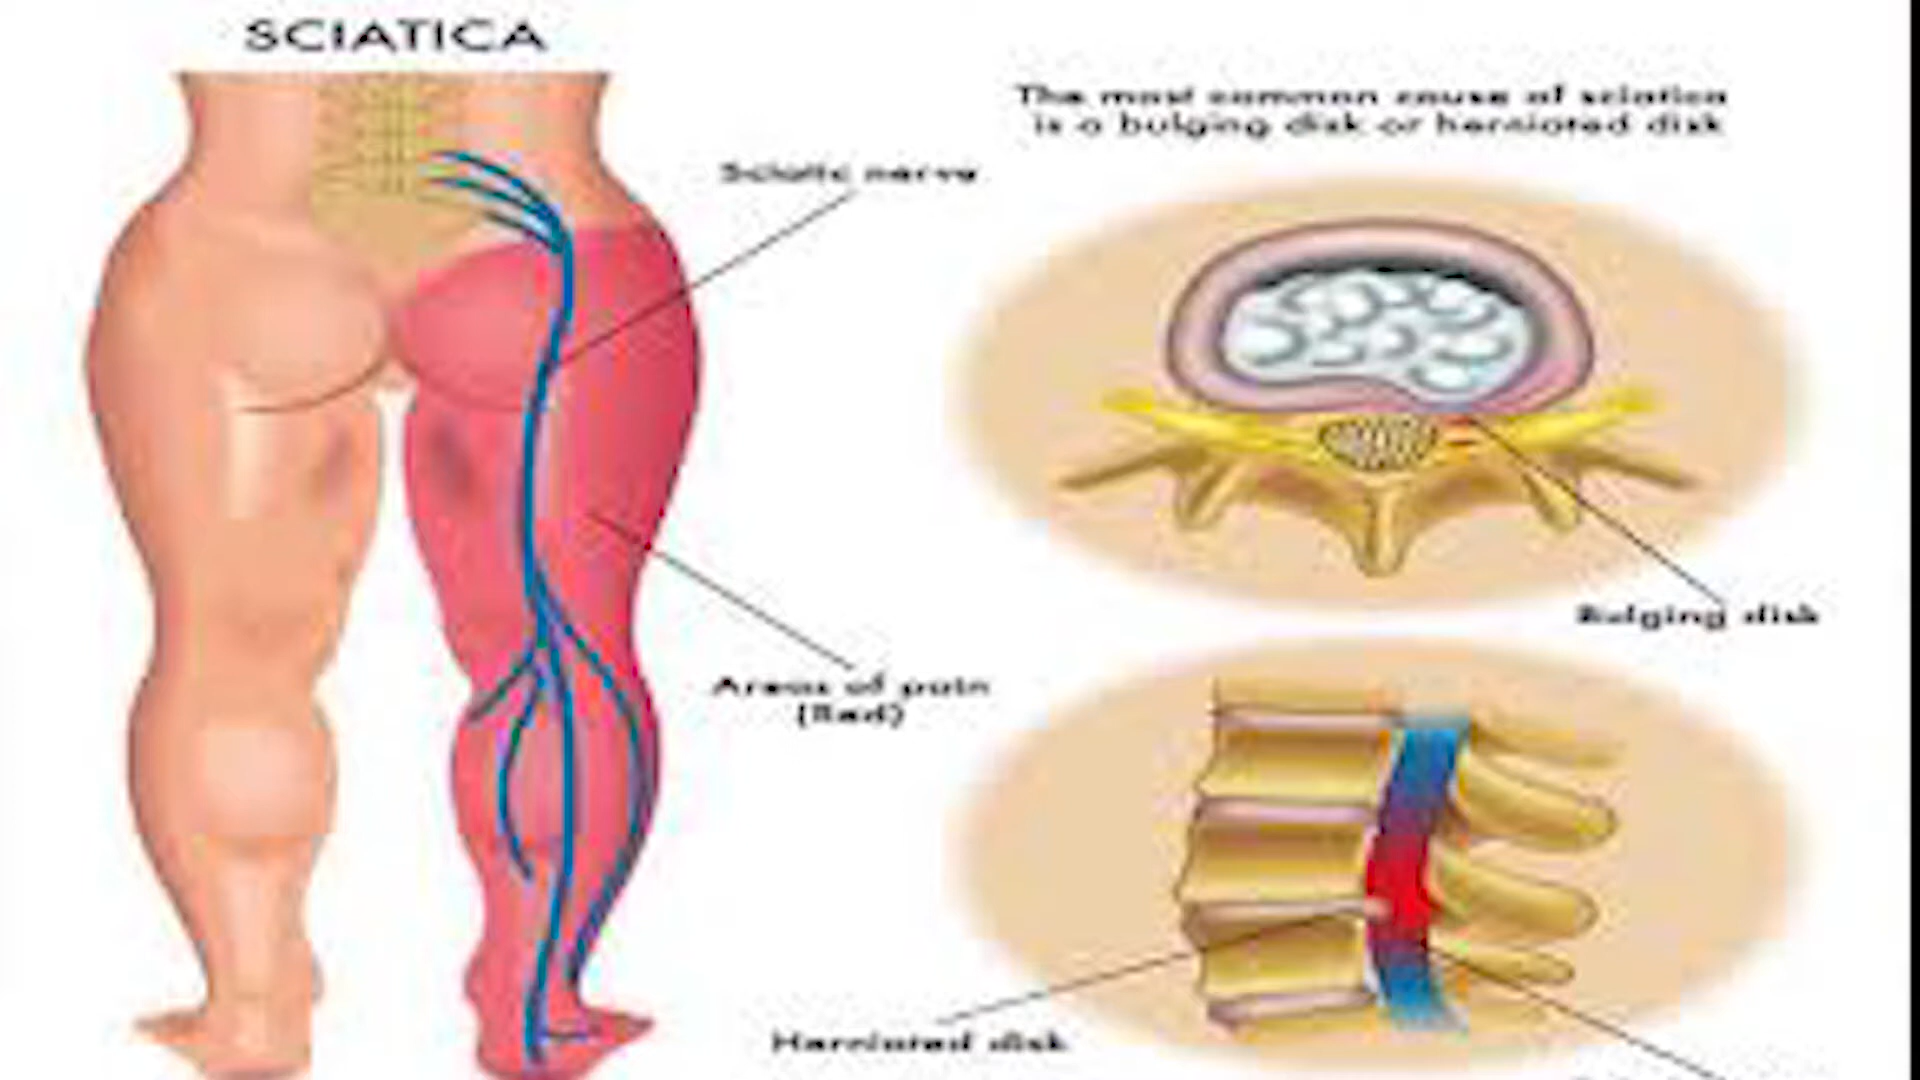 SCIATICA
The most common cause of sciatica
is a bulging disk or herniated disk
Sciatic nerve
Bulging disk
Areas of pain
(Red)
Herniated disk